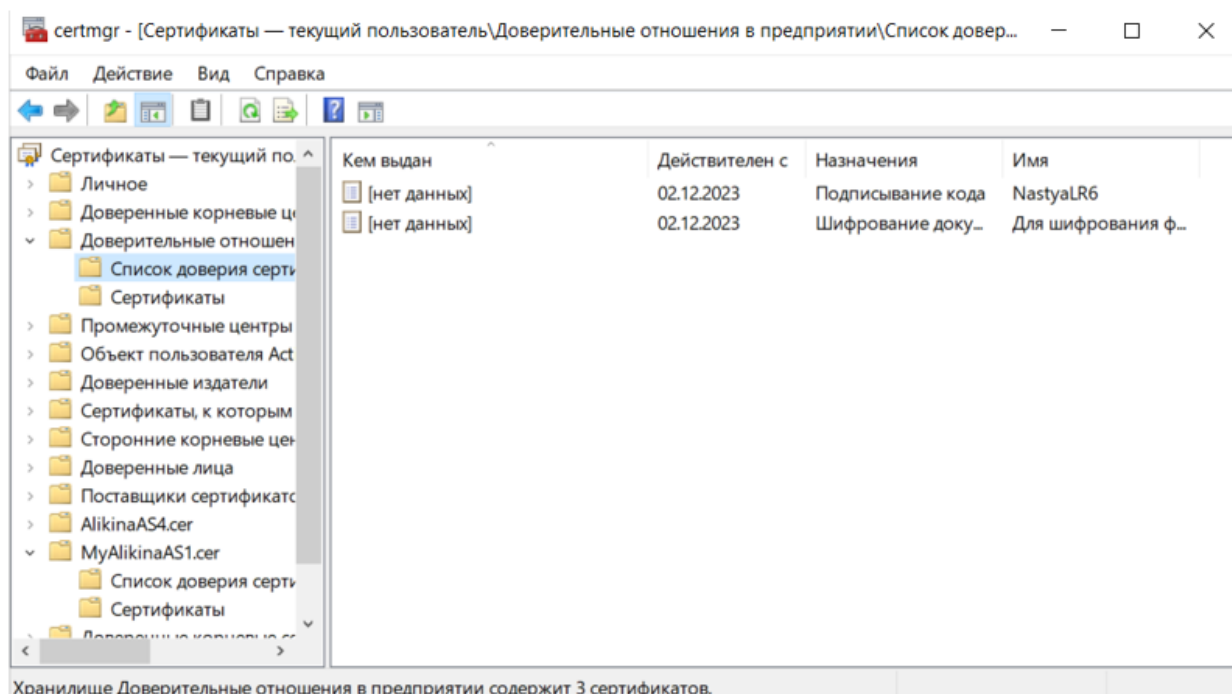 certmgr - [Сертификаты — текущий пользователь\Доверительные отношения в предприятии\Список довер...
Файл Действие Вид Справка
Сертификаты — текущий по.
Личное
Доверенные корневые це
Доверительные отношен
Список доверия серти
Сертификаты
Промежуточные центры
Объект пользователя Act
Доверенные издатели
Сертификаты, к которым
Сторонние корневые цен
Доверенные лица
Поставщики сертификато
AlikinaAS4.cer
MyAlikinaAS1.cer
Список доверия серти
Сертификаты
Доверенные корневые се
Кем выдан Действителен с Назначения Имя
[нет данных] 02.12.2023 Подписывание кода NastyaLR6
[нет данных] 02.12.2023 Шифрование доку... Для шифрования ф...
Хранилище Доверительные отношения в предприятии содержит 3 сертификатов.